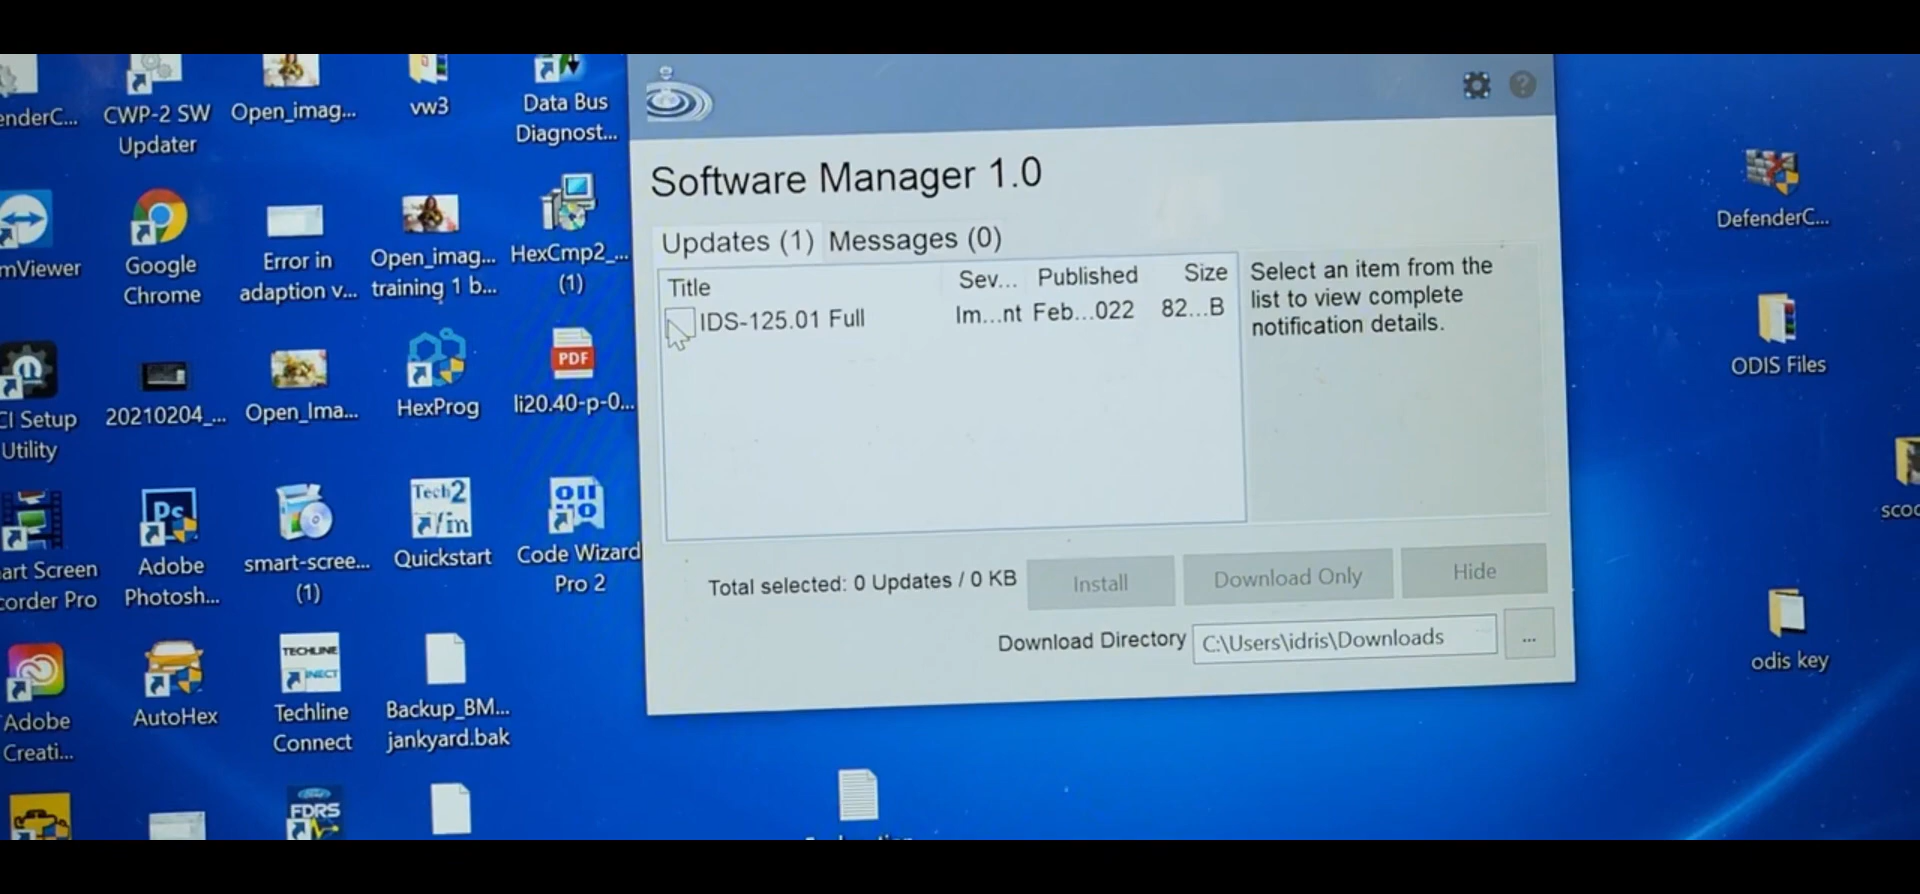 enderC...
CWP-2 SW
Updater
Open_imag...
vw3
Data Bus
Diagnost...
mViewer
Google
Chrome
Error in
adaption v...
Open_imag...
training 1 b...
HexCmp2_...
(1)
CI Setup
Utility
20210204_...
Open_Ima...
HexProg
PDF
li20.40-p-0...
art Screen
corder Pro
Ps
Adobe
Photosh...
smart-scree...
(1)
Tech2
Win
Quickstart
Code Wizard
Pro 2
Adobe
Creati...
AutoHex
TECHLINE
Techline
Connect
Backup_BM...
jankyard.bak
Ford
FDRS
Software Manager 1.0
Updates (1)
Messages (0)
Title
Sev...
Published
Size
IDS-125.01 Full
Im...nt
Feb...022
82...B
Select an item from the
list to view complete
notification details.
Total selected: 0 Updates / 0 KB
Install
Download Only
Hide
Download Directory
C:\Users\idris\Downloads
...
DefenderC...
ODIS Files
scoo
odis key